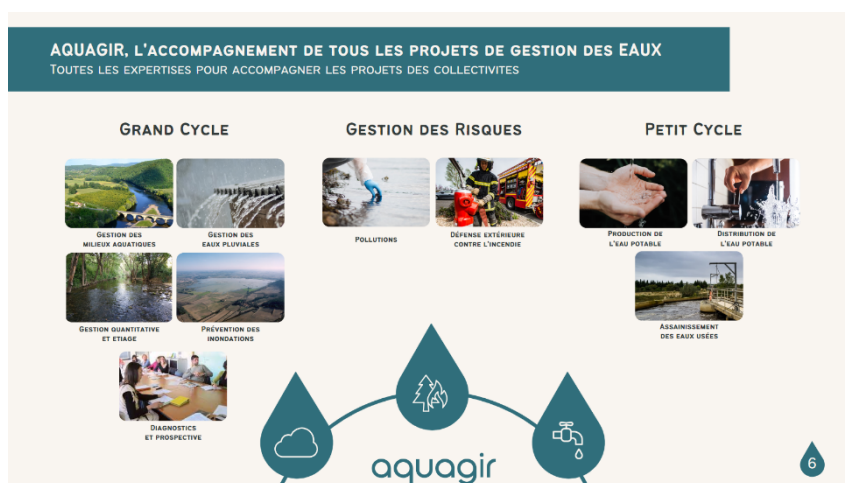 AQUAGIR, L'ACCOMPAGNEMENT DE TOUS LES PROJETS DE GESTION DES EAUX
TOUTES LES EXPERTISES POUR ACCOMPAGNER LES PROJETS DES COLLECTIVITES
GRAND CYCLE
GESTION DES
MILIEUX AQUATIQUES
GESTION DES
EAUX PLUVIALES
GESTION QUANTITATIVE
ET ETIAGE
PRÉVENTION DES
INONDATIONS
DIAGNOSTICS
ET PROSPECTIVE
GESTION DES RISQUES
POLLUTIONS
DÉFENSE EXTÉRIEURE
CONTRE L'INCENDIE
PETIT CYCLE
PRODUCTION DE
L'EAU POTABLE
DISTRIBUTION DE
L'EAU POTABLE
ASSAINISSEMENT
DES EAUX USÉES
aquagir
6